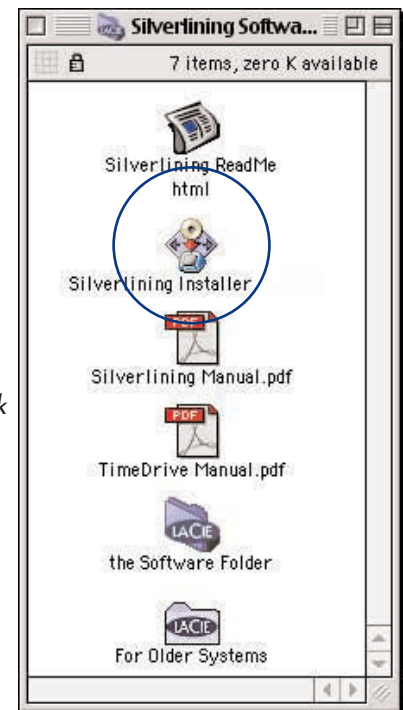 Silverlining Softwa...
7 items, zero K available
Silverlining ReadMe
html
Silverlining Installer
PDF
Silverlining Manual.pdf
k
PDF
TimeDrive Manual.pdf
LACIE
the Software Folder
LACIE
For Older Systems